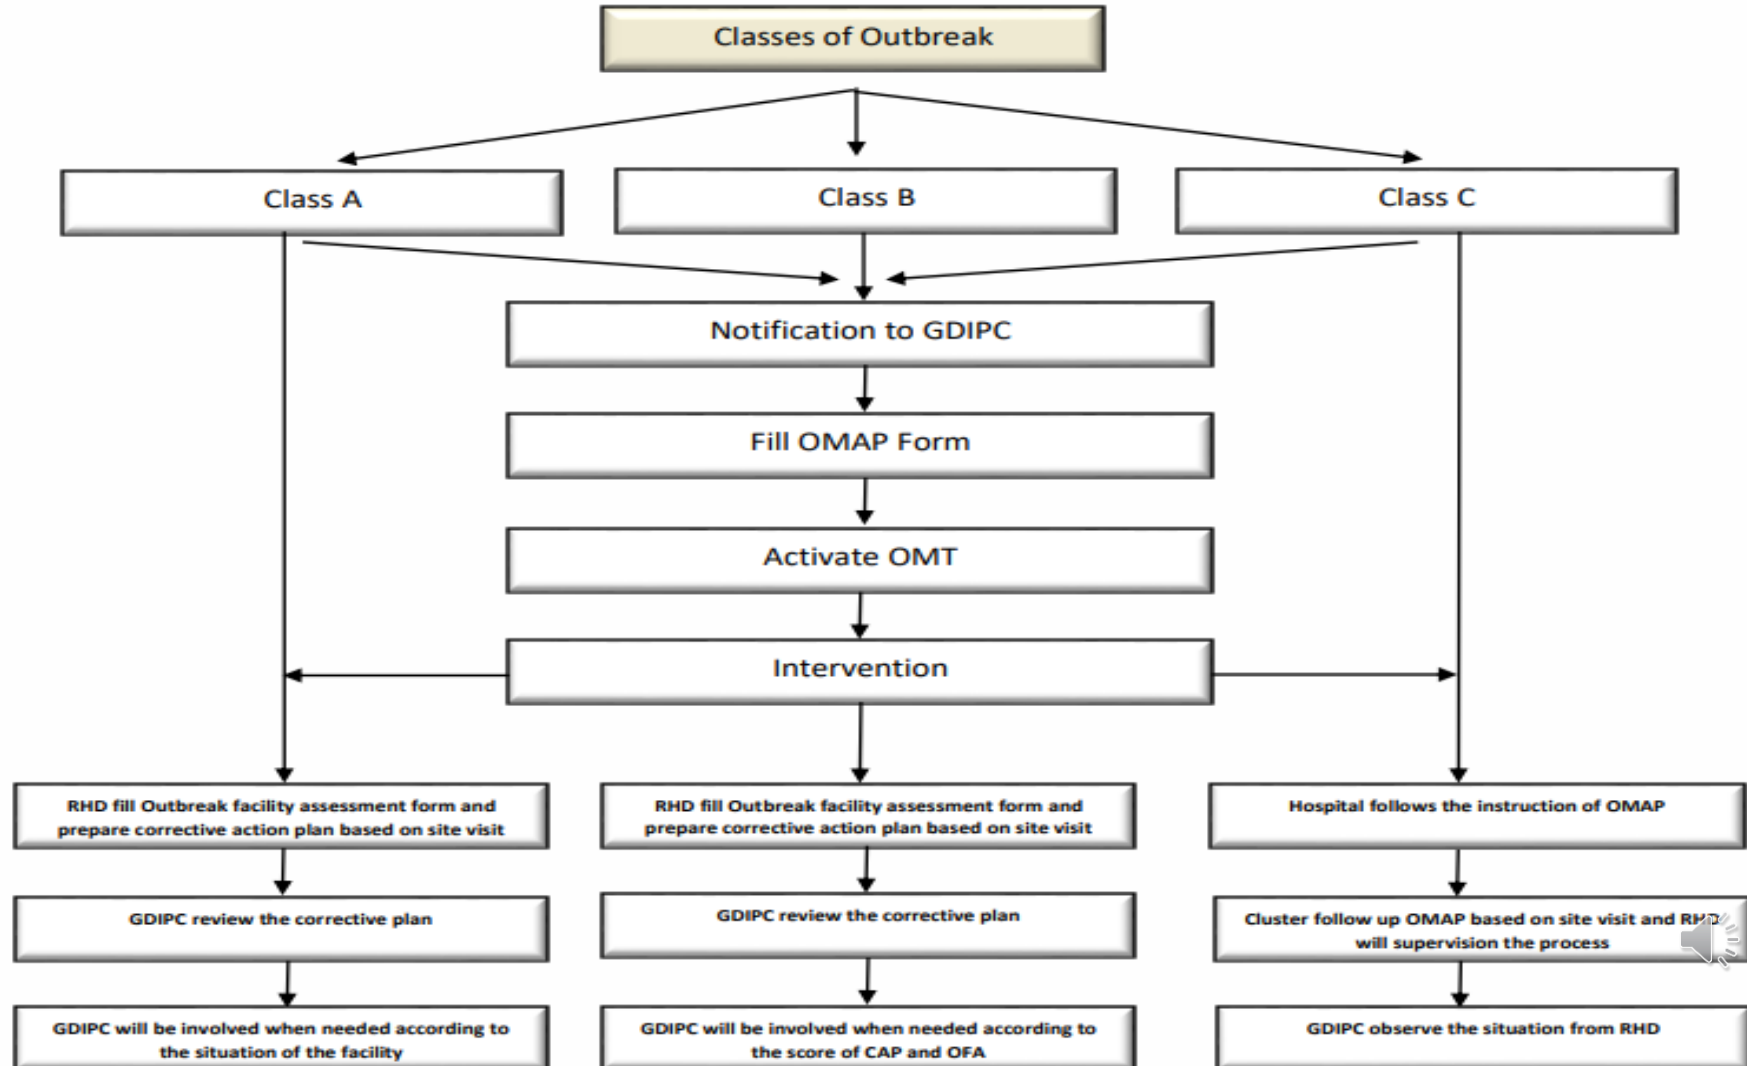 Classes of Outbreak
Class A
Class B
Class C
Notification to GDIPC
Fill OMAP Form
Activate OMT
Intervention
RHD fill Outbreak facility assessment form and
prepare corrective action plan based on site visit
RHD fill Outbreak facility assessment form and
prepare corrective action plan based on site visit
Hospital follows the instruction of OMAP
GDIPC review the corrective plan
GDIPC review the corrective plan
Cluster follow up OMAP based on site visit and RHD
will supervision the process
GDIPC will be involved when needed according to
the situation of the facility
GDIPC will be involved when needed according to
the score of CAP and OFA
GDIPC observe the situation from RHD